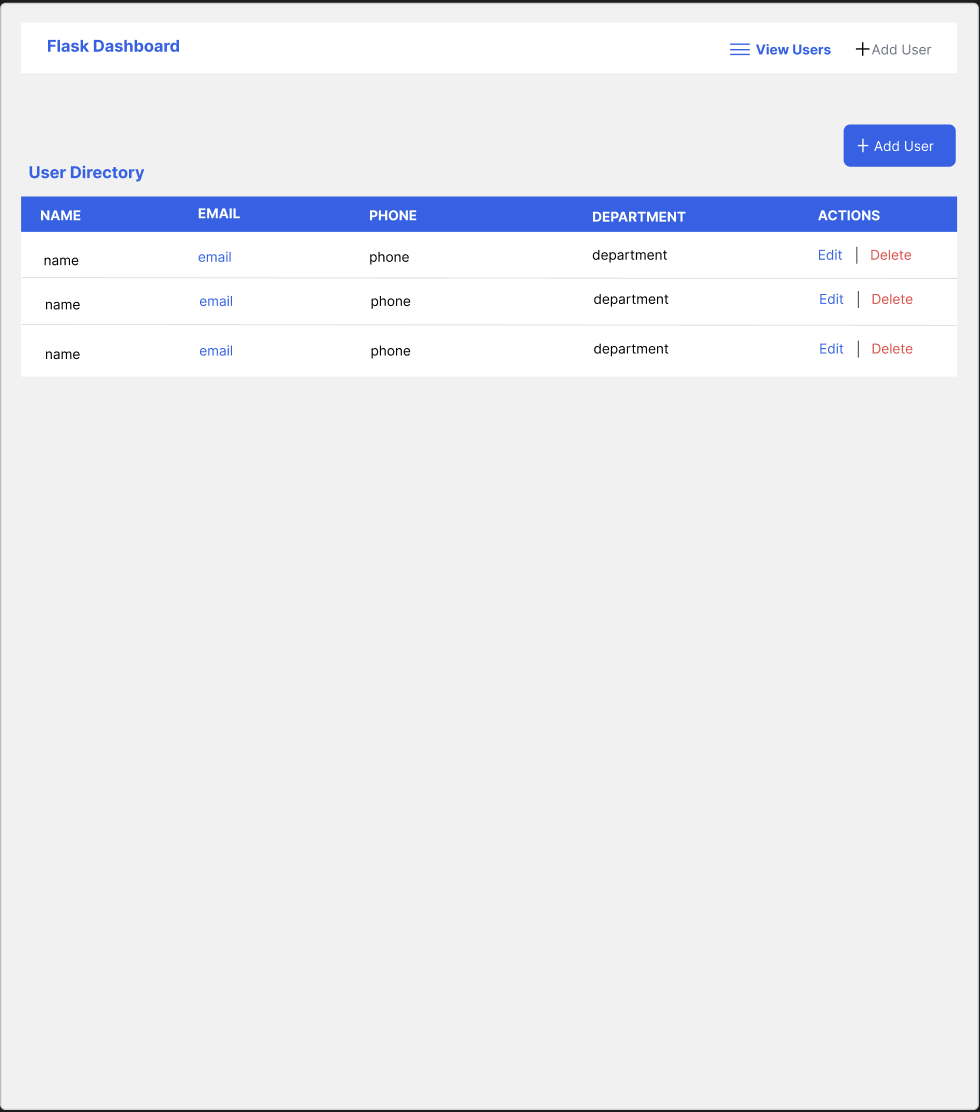 Flask Dashboard View Users Add User
Add User
User Directory
NAME EMAIL PHONE DEPARTMENT ACTIONS
name email phone department Edit | Delete
name email phone department Edit | Delete
name email phone department Edit | Delete